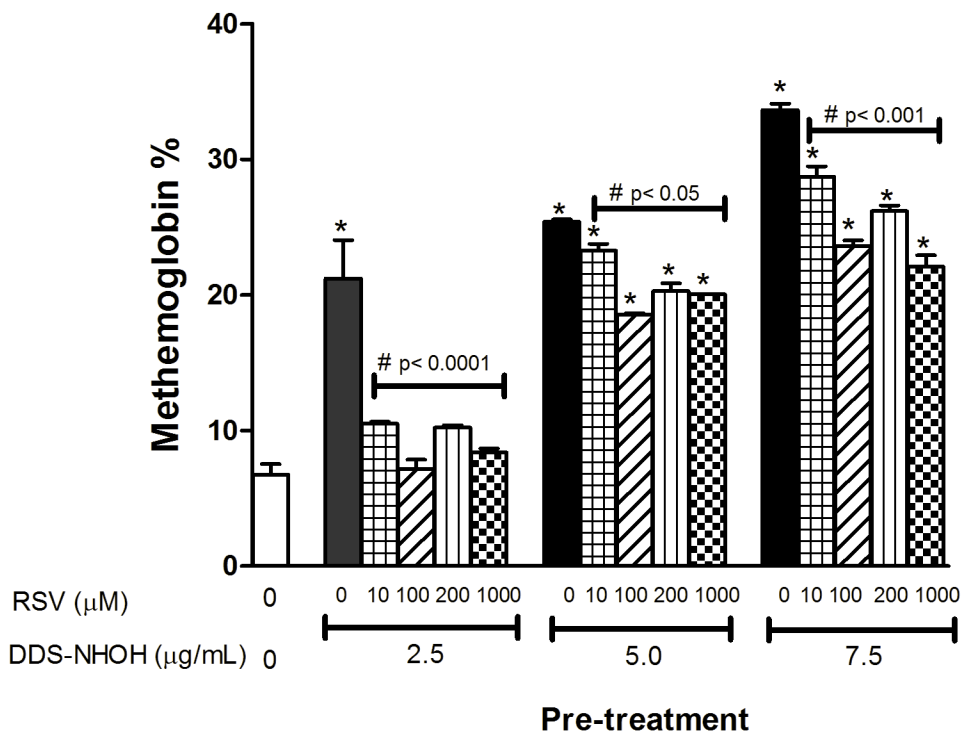 Methemoglobin %
40
30
20
10
0
* # p< 0.0001
* * # p< 0.05
* * *
* # p< 0.001
* * * *
RSV (μM) 0 0 10 100 200 1000 0 10 100 200 1000 0 10 100 200 1000
DDS-NHOH (μg/mL) 0 2.5 5.0 7.5
Pre-treatment